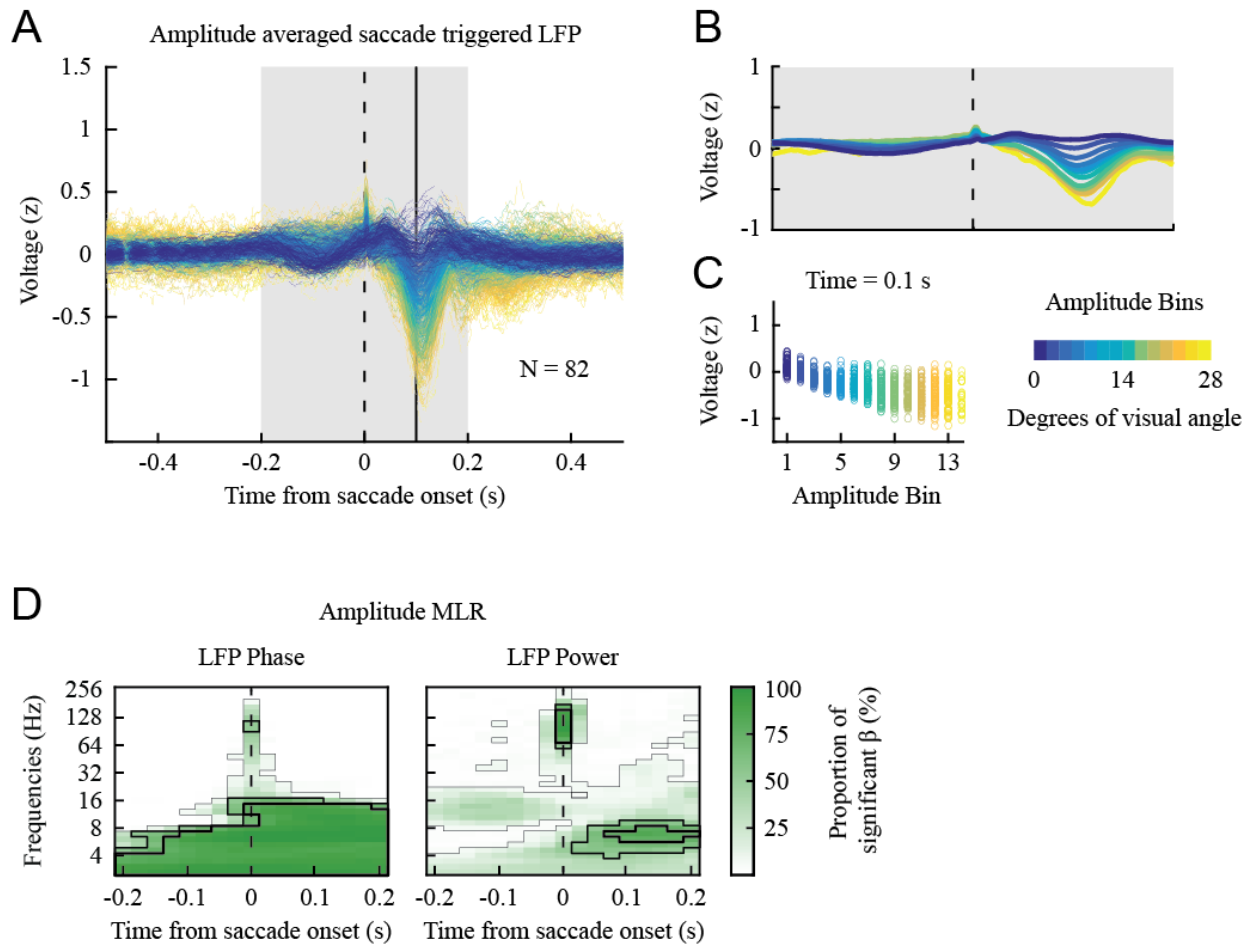 A
Amplitude averaged saccade triggered LFP
1.5
1
0.5
0
-0.5
-1
Voltage (z)
N = 82
-0.4
-0.2
0
0.2
0.4
Time from saccade onset (s)
B
1
0
-1
Voltage (z)
C
Time = 0.1 s
1
0
-1
Voltage (z)
1
5
9
13
Amplitude Bin
Amplitude Bins
0
14
28
Degrees of visual angle
D
Amplitude MLR
LFP Phase
256
128
64
32
16
8
4
Frequencies (Hz)
-0.2
-0.1
0
0.1
0.2
Time from saccade onset (s)
LFP Power
-0.2
-0.1
0
0.1
0.2
Time from saccade onset (s)
100
75
50
25
Proportion of
significant β (%)